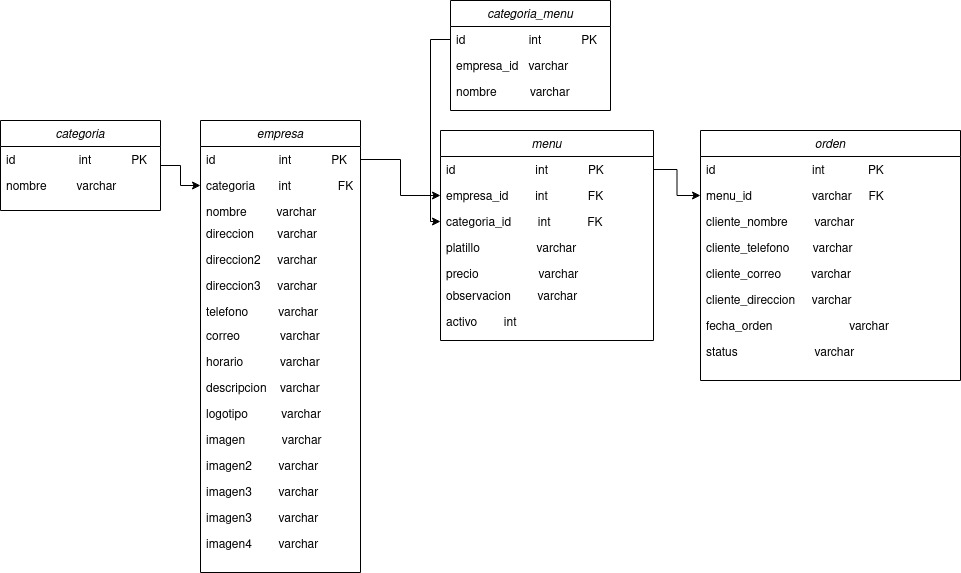 categoria_menu
id int PK
empresa_id varchar
nombre varchar
categoria
id int PK
nombre varchar
empresa
id int PK
categoria int FK
nombre varchar
direccion varchar
direccion2 varchar
direccion3 varchar
telefono varchar
correo varchar
horario varchar
descripcion varchar
logotipo varchar
imagen varchar
imagen2 varchar
imagen3 varchar
imagen3 varchar
imagen4 varchar
menu
id int PK
empresa_id int FK
categoria_id int FK
platillo varchar
precio varchar
observacion varchar
activo int
orden
id int PK
menu_id varchar FK
cliente_nombre varchar
cliente_telefono varchar
cliente_correo varchar
cliente_direccion varchar
fecha_orden varchar
status varchar